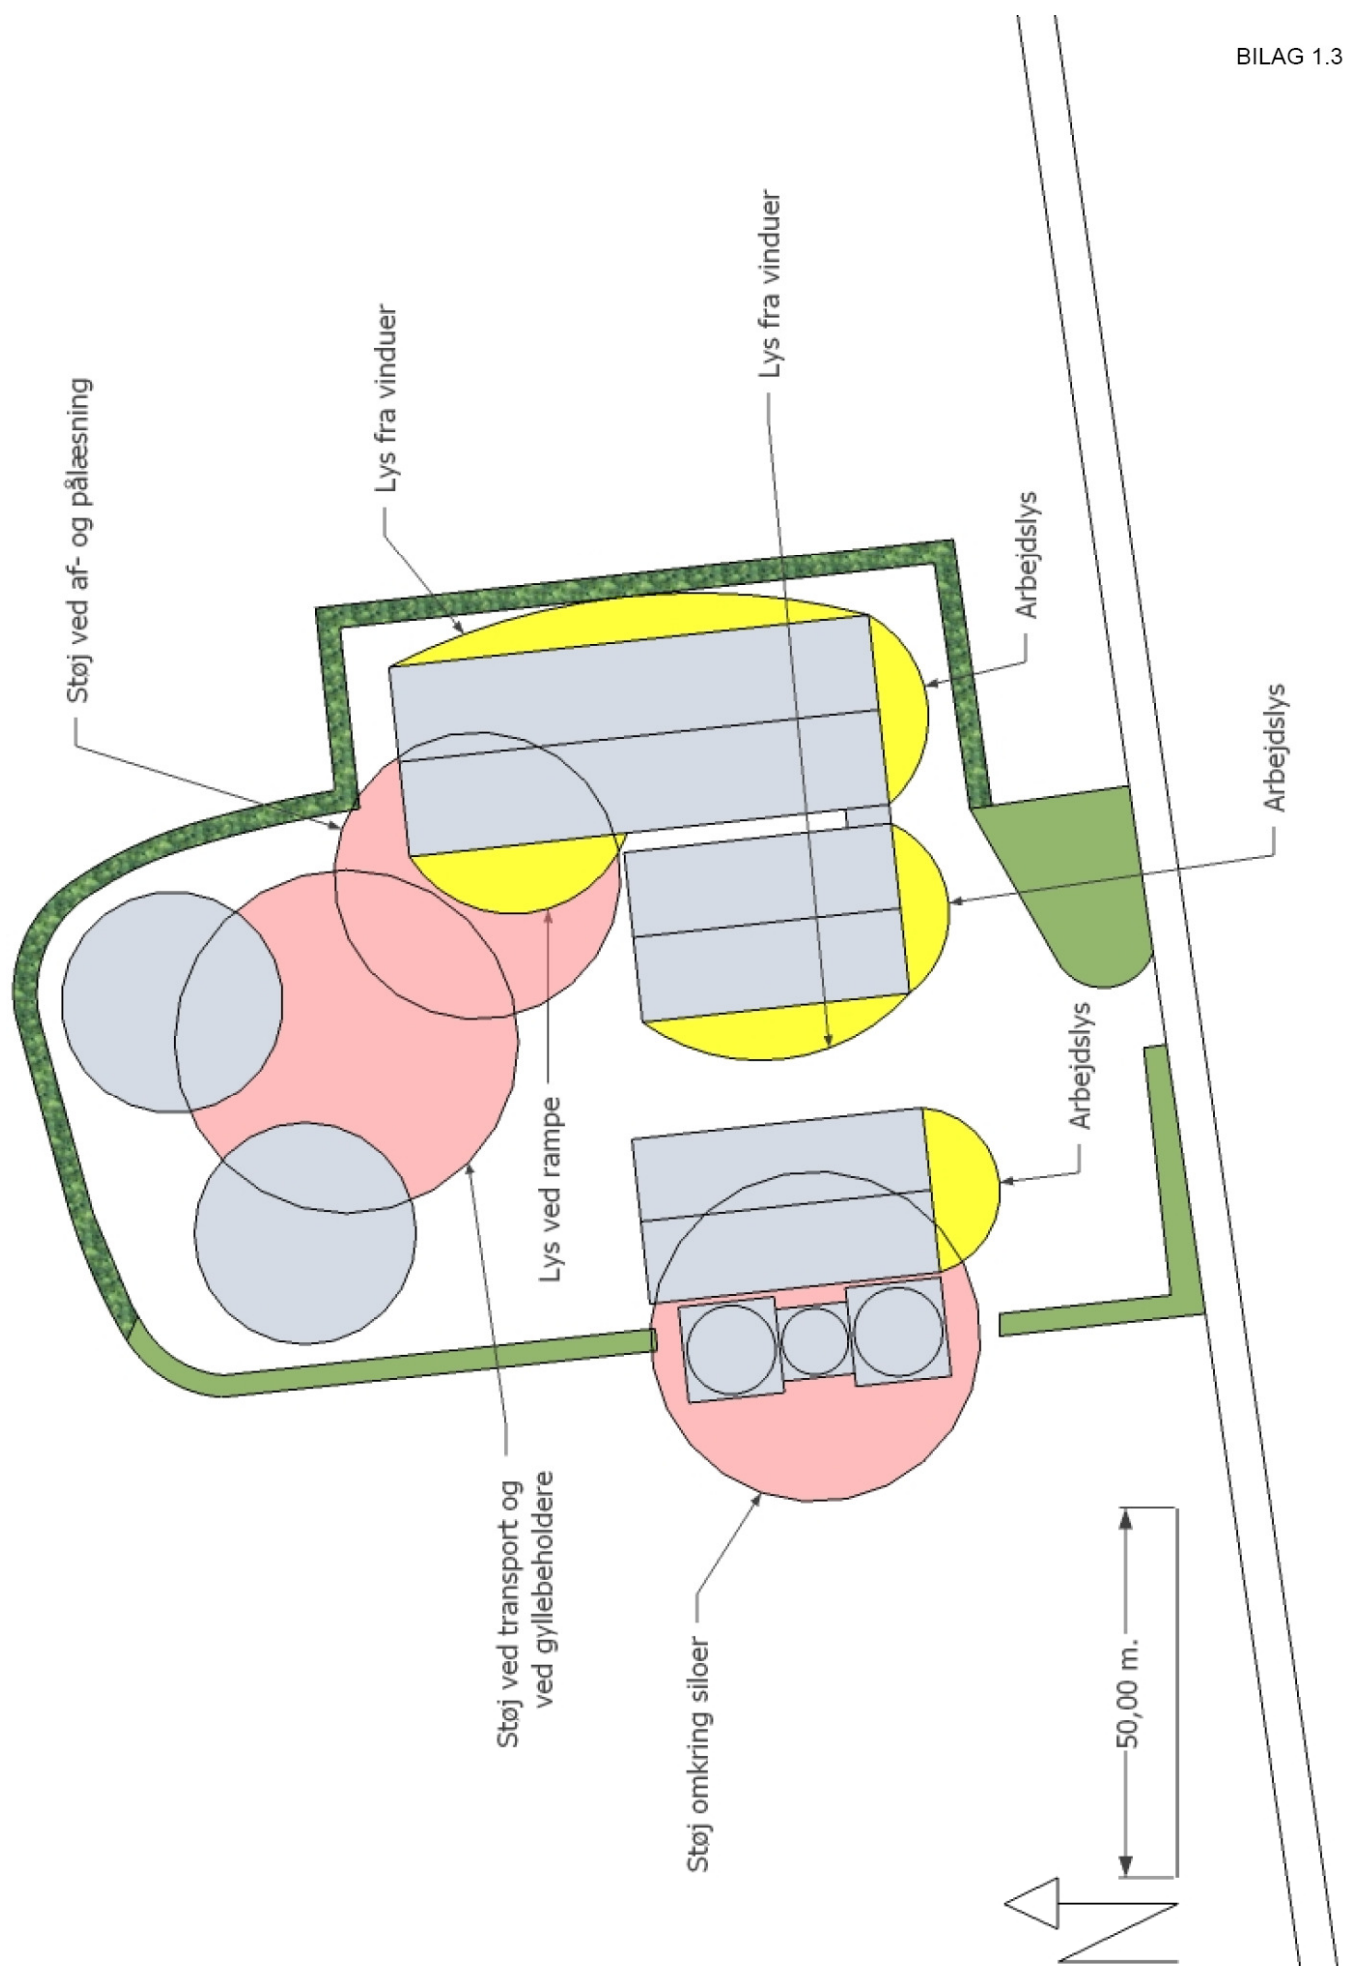 BILAG 1.3
Støj ved af- og pålæsning
Lys fra vinduer
Lys fra vinduer
Arbejdslys
Arbejdslys
Arbejdslys
Lys ved rampe
Støj ved transport og
ved gyllebeholdere
Støj omkring siloer
50,00 m.
N